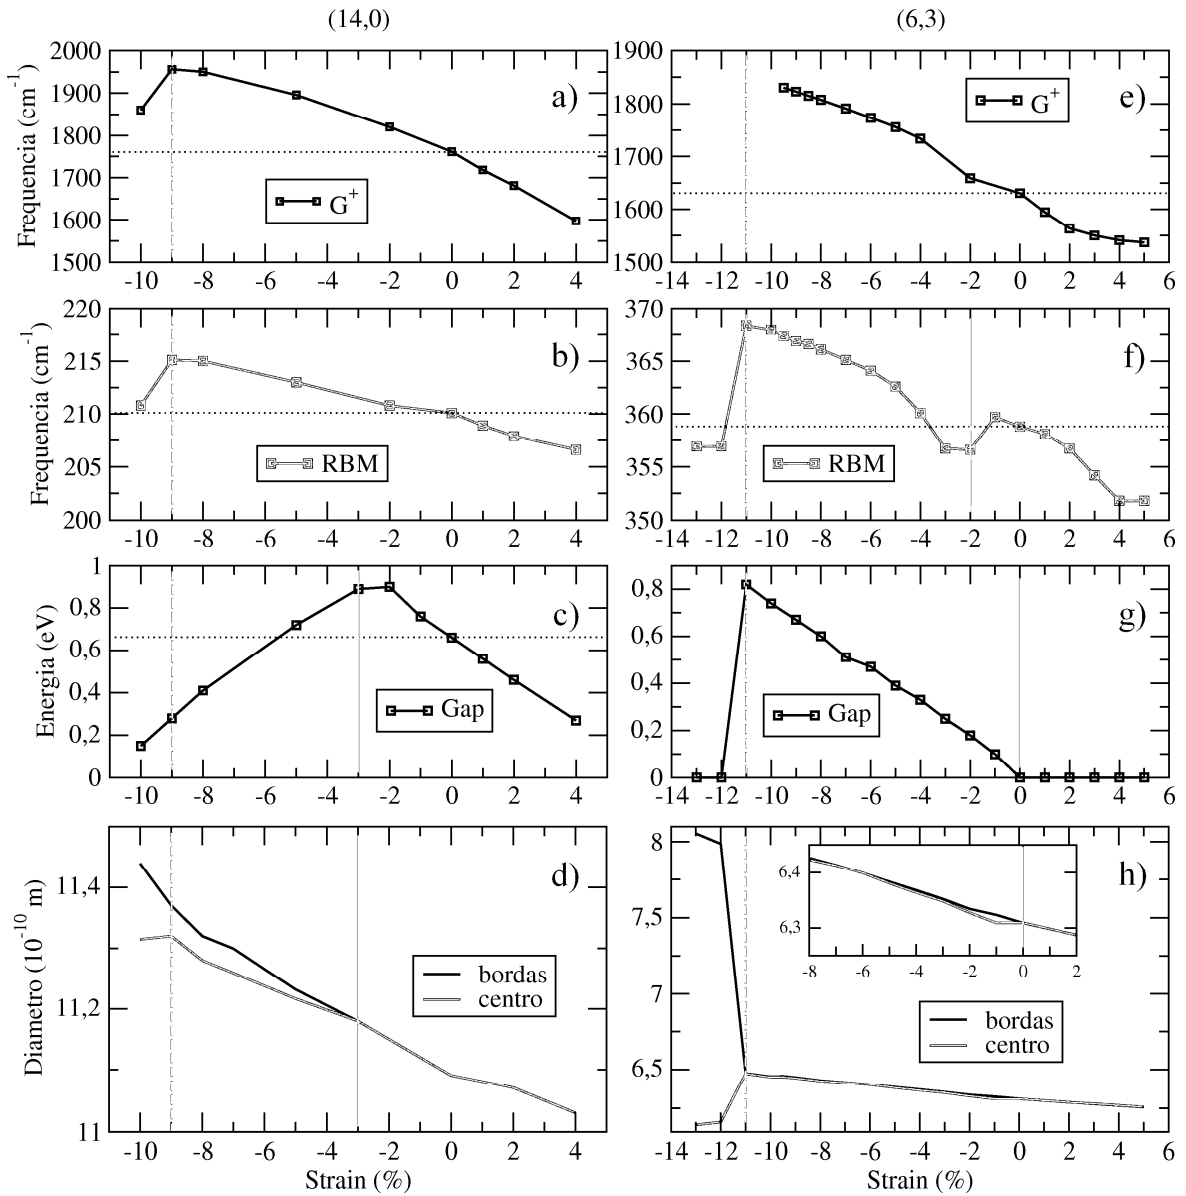 (14,0)
(6,3)
Frequencia (cm-1)
2000
1900
1800
1700
1600
1500
a)
G+
-10 -8 -6 -4 -2 0 2 4
1900
1800
1700
1600
1500
e)
G+
-14 -12 -10 -8 -6 -4 -2 0 2 4 6
Frequencia (cm-1)
220
215
210
205
200
b)
RBM
-10 -8 -6 -4 -2 0 2 4
370
365
360
355
350
f)
RBM
-14 -12 -10 -8 -6 -4 -2 0 2 4 6
Energia (eV)
1
0,8
0,6
0,4
0,2
0
c)
Gap
-10 -8 -6 -4 -2 0 2 4
0,8
0,6
0,4
0,2
0
g)
Gap
-14 -12 -10 -8 -6 -4 -2 0 2 4 6
Diametro (10-10 m)
11,4
11,2
11
d)
bordas
centro
-10 -8 -6 -4 -2 0 2 4
Strain (%)
8
7,5
7
6,5
h)
6,4
6,3
-8 -6 -4 -2 0 2
bordas
centro
-14 -12 -10 -8 -6 -4 -2 0 2 4 6
Strain (%)